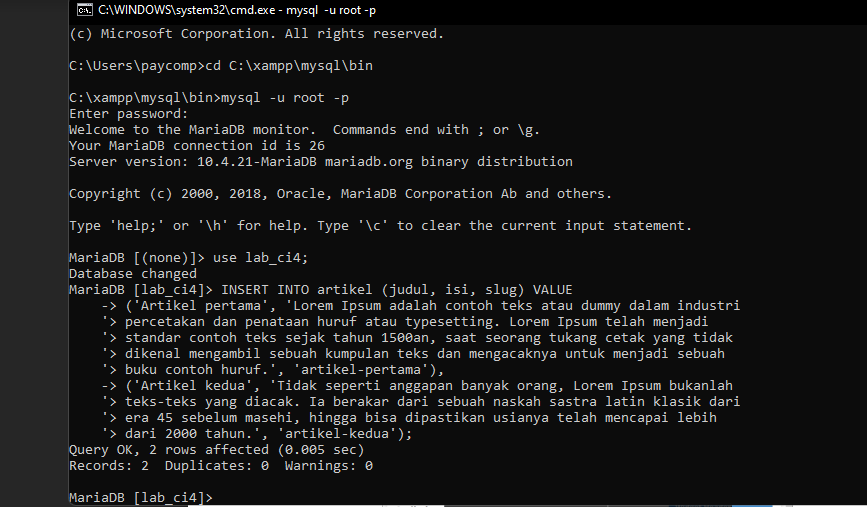 C:\WINDOWS\system32\cmd.exe - mysql  -u root -p
(c) Microsoft Corporation. All rights reserved.
C:\Users\paycomp>cd C:\xampp\mysql\bin
C:\xampp\mysql\bin>mysql -u root -p
Enter password:
Welcome to the MariaDB monitor.  Commands end with ; or \g.
Your MariaDB connection id is 26
Server version: 10.4.21-MariaDB mariadb.org binary distribution
Copyright (c) 2000, 2018, Oracle, MariaDB Corporation Ab and others.
Type 'help;' or '\h' for help. Type '\c' to clear the current input statement.
MariaDB [(none)]> use lab_ci4;
Database changed
MariaDB [lab_ci4]> INSERT INTO artikel (judul, isi, slug) VALUE
    -> ('Artikel pertama', 'Lorem Ipsum adalah contoh teks atau dummy dalam industri
    '> percetakan dan penataan huruf atau typesetting. Lorem Ipsum telah menjadi
    '> standar contoh teks sejak tahun 1500an, saat seorang tukang cetak yang tidak
    '> dikenal mengambil sebuah kumpulan teks dan mengacaknya untuk menjadi sebuah
    '> buku contoh huruf.', 'artikel-pertama'),
    -> ('Artikel kedua', 'Tidak seperti anggapan banyak orang, Lorem Ipsum bukanlah
    '> teks-teks yang diacak. Ia berakar dari sebuah naskah sastra latin klasik dari
    '> era 45 sebelum masehi, hingga bisa dipastikan usianya telah mencapai lebih
    '> dari 2000 tahun.', 'artikel-kedua');
Query OK, 2 rows affected (0.005 sec)
Records: 2  Duplicates: 0  Warnings: 0
MariaDB [lab_ci4]>